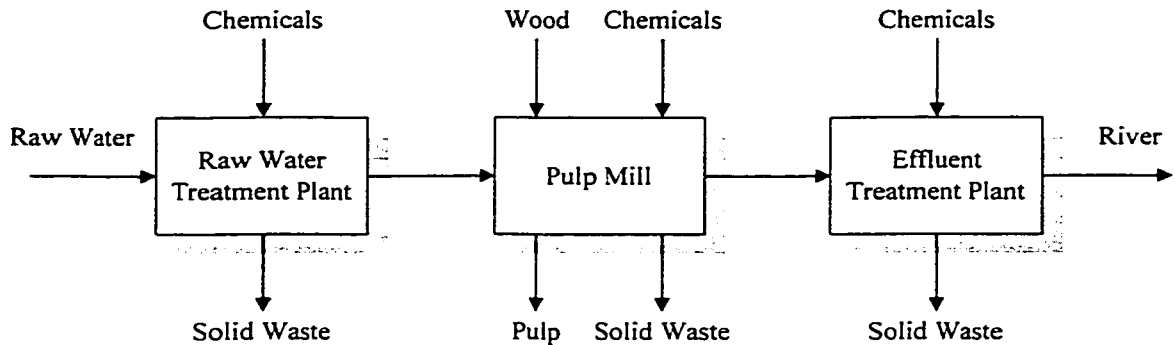 Chemicals
Wood
Chemicals
Chemicals
Raw Water
Raw Water
Treatment Plant
Pulp Mill
Effluent
Treatment Plant
River
Solid Waste
Pulp
Solid Waste
Solid Waste